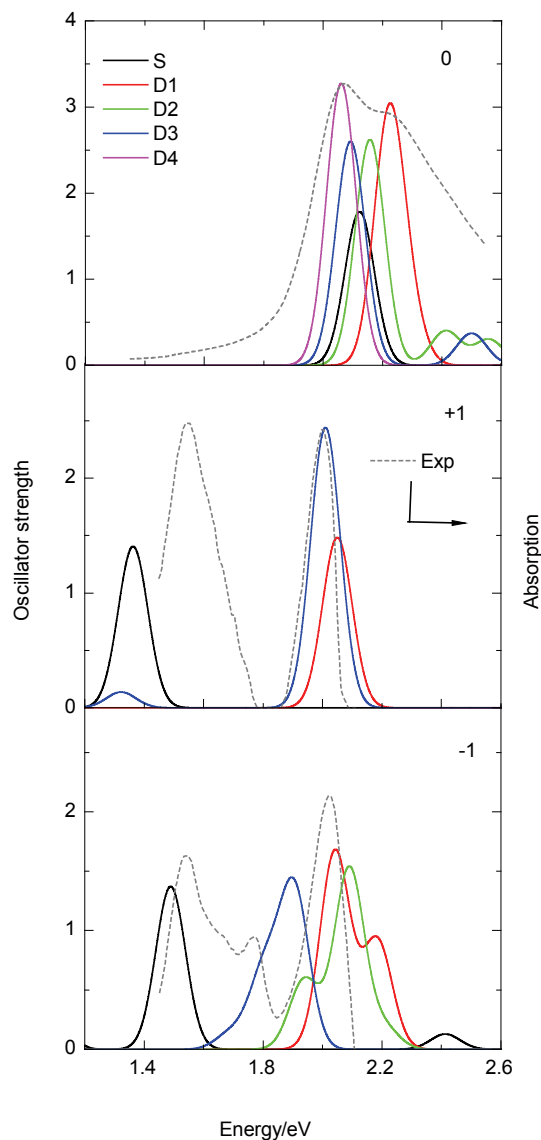 4
0
S
D1
D2
D3
D4
3
2
1
0
+1
Exp
2
1
0
-1
2
1
0
1.4 1.8 2.2 2.6
Energy/eV
Oscillator strength
Absorption